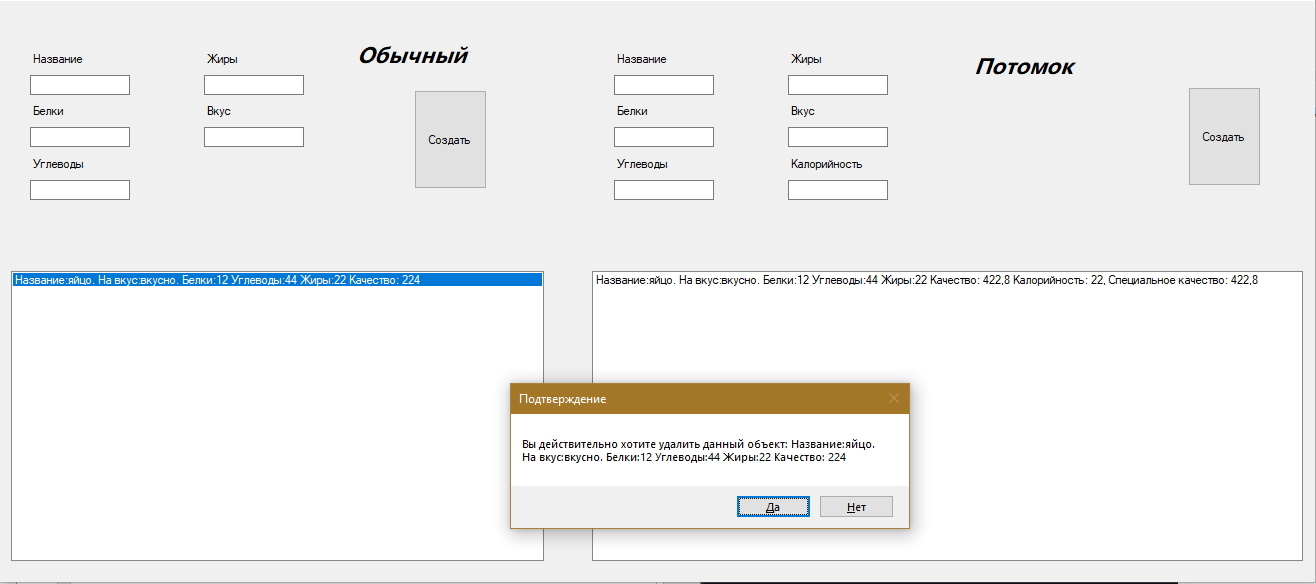 Обычный
Название
Жиры
Белки
Вкус
Углеводы
Создать
Потомок
Название
Жиры
Белки
Вкус
Углеводы
Калорийность
Создать
Название:яйцо. На вкус:вкусно. Белки:12 Углеводы:44 Жиры:22 Качество: 224
Название:яйцо. На вкус:вкусно. Белки:12 Углеводы:44 Жиры:22 Качество: 422,8 Калорийность: 22, Специальное качество: 422,8
Подтверждение
Вы действительно хотите удалить данный объект: Название:яйцо.
На вкус:вкусно. Белки:12 Углеводы:44 Жиры:22 Качество: 224
Да
Нет